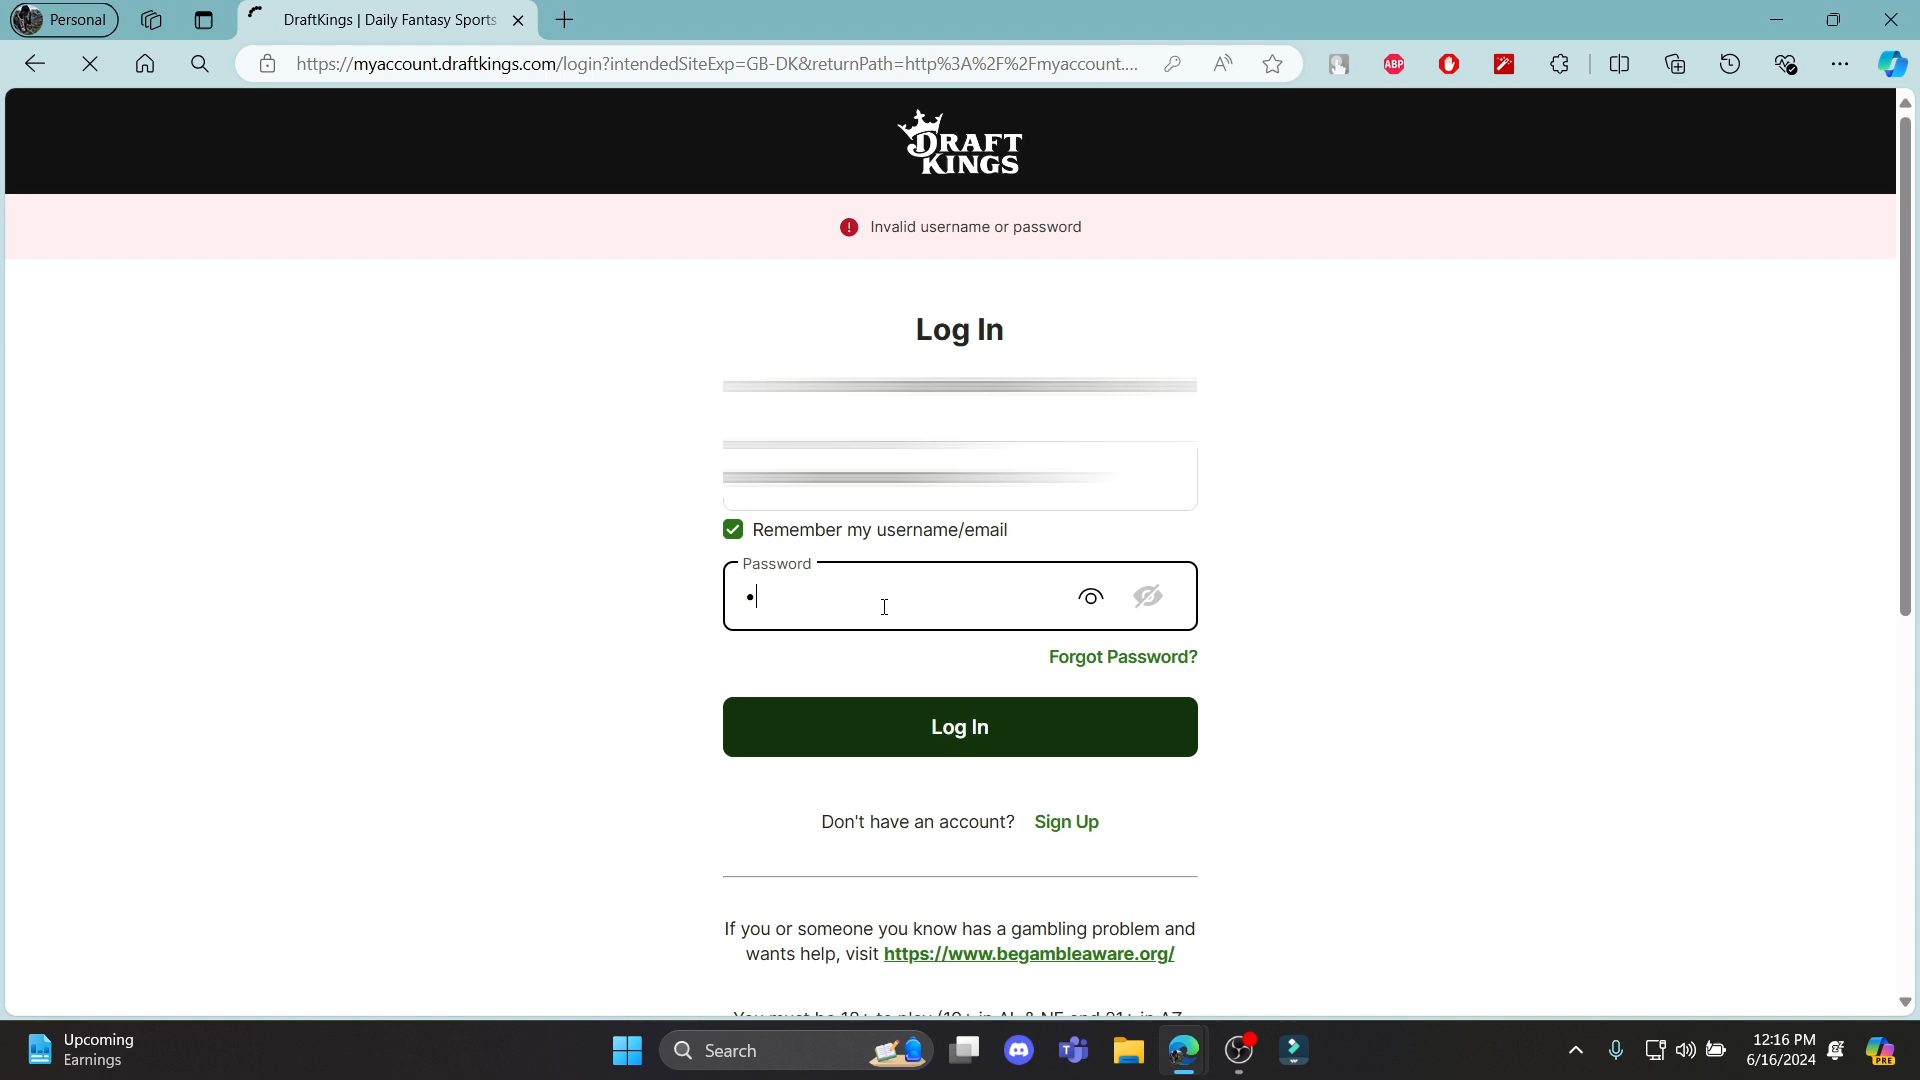 Personal
DraftKings | Daily Fantasy Sports
https://myaccount.draftkings.com/login?intendedSiteExp=GB-DK&returnPath=http%3A%2F%2Fmyaccount....
ABP
DRAFT
KINGS
! Invalid username or password
Log In
Remember my username/email
Password
Forgot Password?
Log In
Don't have an account? Sign Up
If you or someone you know has a gambling problem and
wants help, visit https://www.begambleaware.org/
Upcoming
Earnings
Search
12:16 PM
6/16/2024
PRE